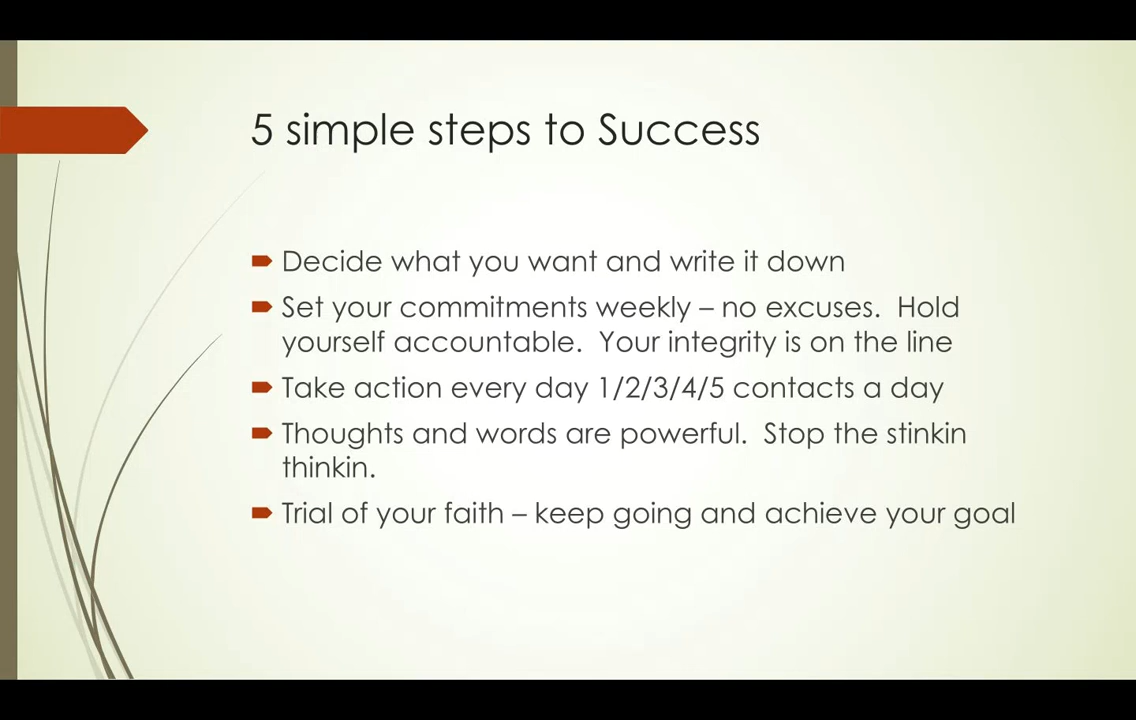 5 simple steps to Success
Decide what you want and write it down
Set your commitments weekly – no excuses.  Hold
yourself accountable.  Your integrity is on the line
Take action every day 1/2/3/4/5 contacts a day
Thoughts and words are powerful.  Stop the stinkin
thinkin.
Trial of your faith – keep going and achieve your goal